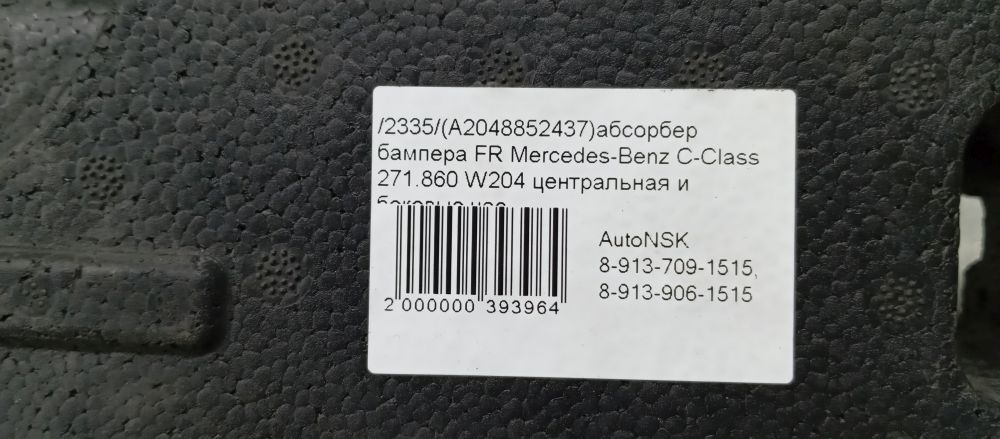 /2335/(A2048852437)абсорбер
бампера FR Mercedes-Benz C-Class
271.860 W204 центральная и
AutoNSK
8-913-709-1515,
8-913-906-1515
2 000000 393964